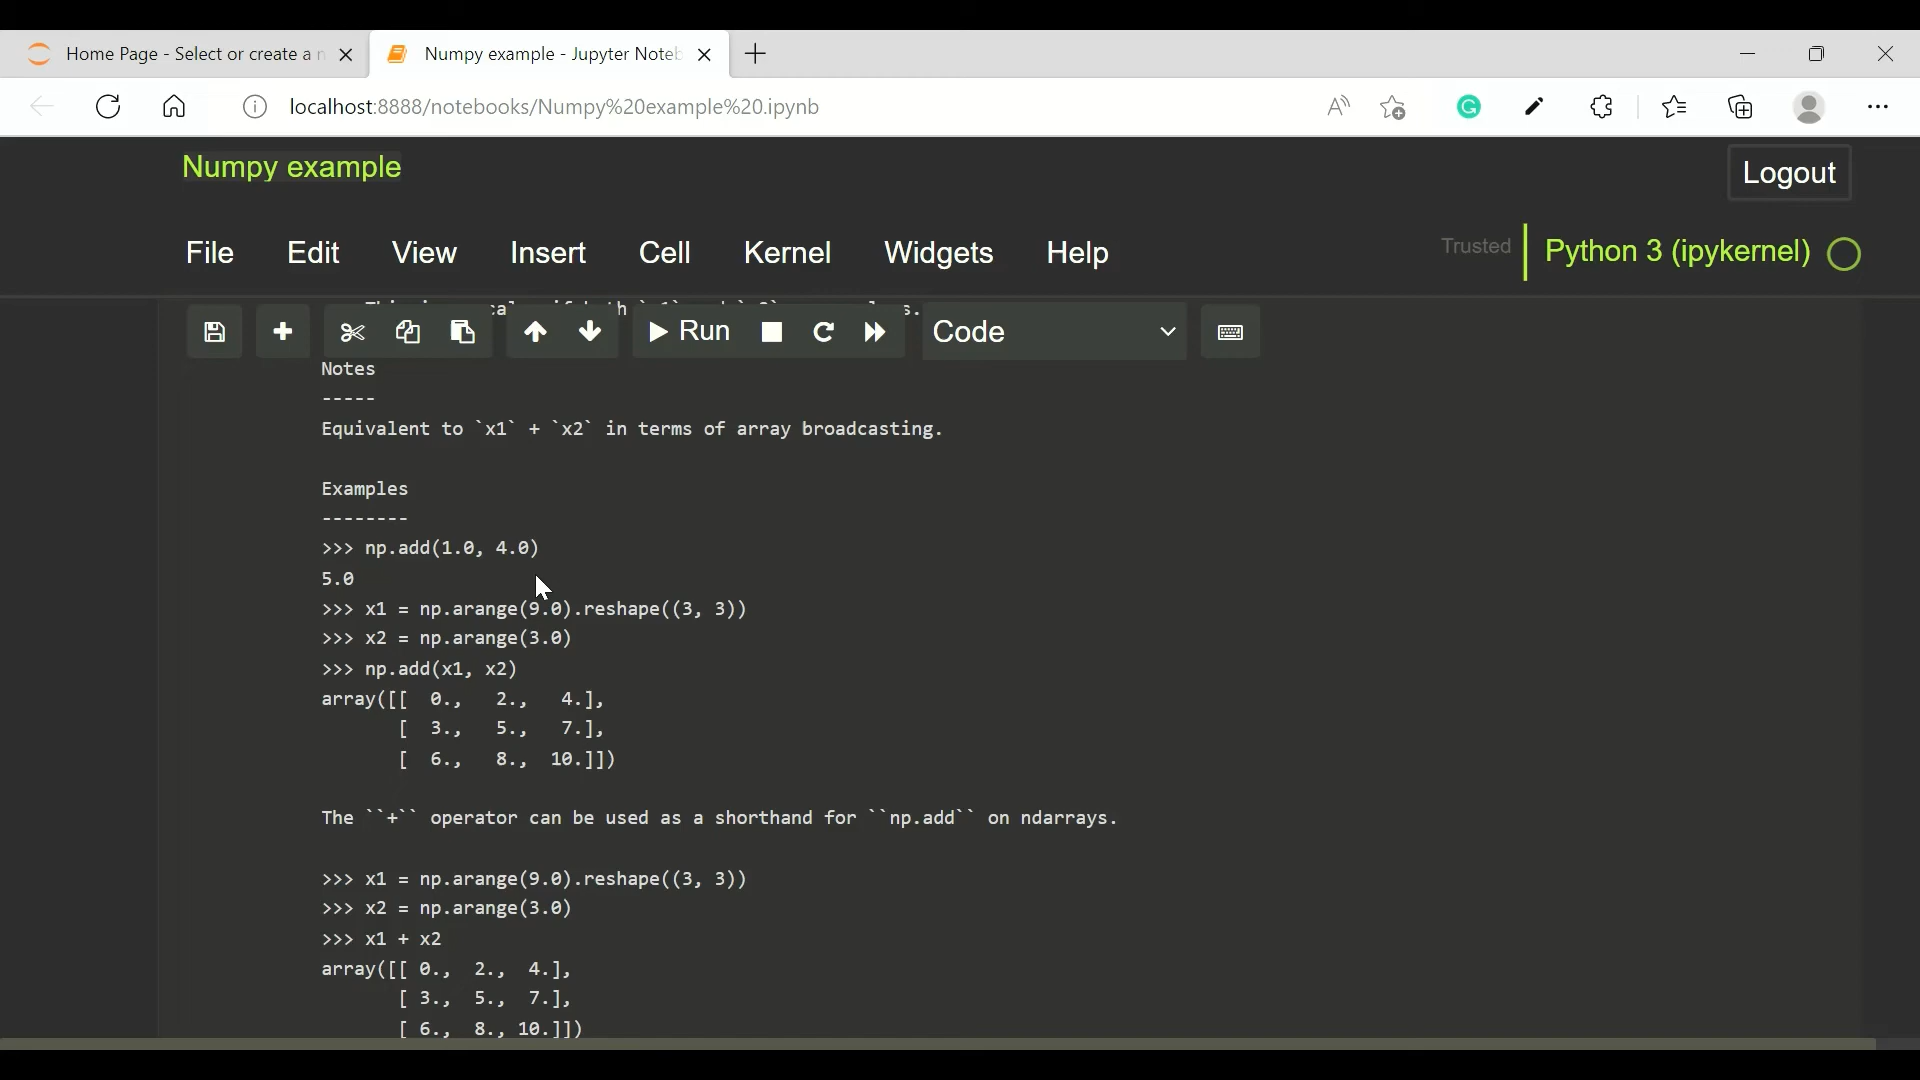 Home Page - Select or create a n
Numpy example - Jupyter Noteb
localhost:8888/notebooks/Numpy%20example%20.ipynb
Numpy example
Logout
File Edit View Insert Cell Kernel Widgets Help
Trusted
Python 3 (ipykernel)
Run
Code
Notes
-----
Equivalent to `x1` + `x2` in terms of array broadcasting.
Examples
--------
>>> np.add(1.0, 4.0)
5.0
>>> x1 = np.arange(9.0).reshape((3, 3))
>>> x2 = np.arange(3.0)
>>> np.add(x1, x2)
array([[ 0., 2., 4.],
[ 3., 5., 7.],
[ 6., 8., 10.]])
The ``+`` operator can be used as a shorthand for ``np.add`` on ndarrays.
>>> x1 = np.arange(9.0).reshape((3, 3))
>>> x2 = np.arange(3.0)
>>> x1 + x2
array([[ 0., 2., 4.],
[ 3., 5., 7.],
[ 6., 8., 10.]])